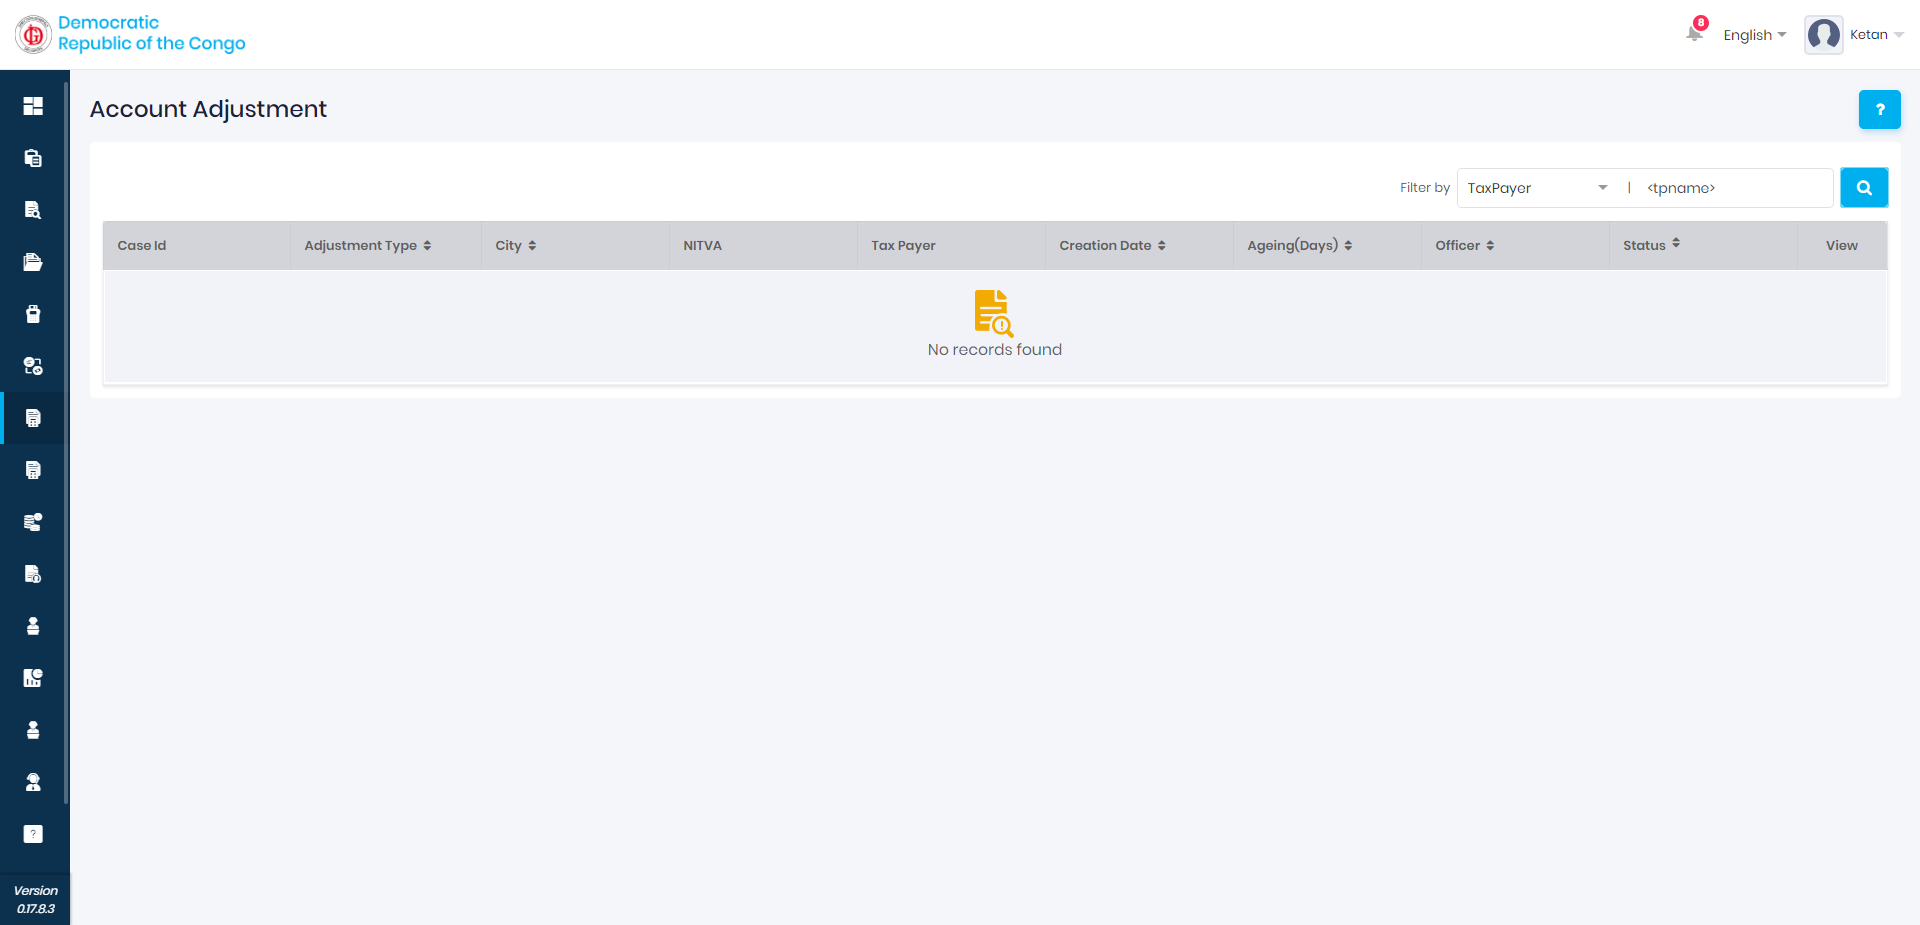 Democratic
Republic of the Congo
8
English
Ketan
Account Adjustment
?
Filter by
TaxPayer
|
<tpname>
Case Id
Adjustment Type
City
NITVA
Tax Payer
Creation Date
Ageing(Days)
Officer
Status
View
No records found
?
Version
0.17.8.3